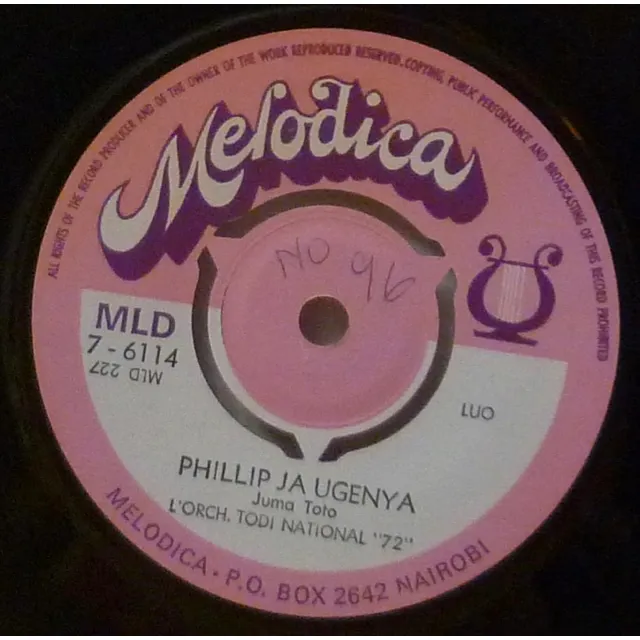 ALL RIGHTS OF THE RECORD PRODUCER AND OF THE OWNER OF THE WORK REPRODUCED RESERVED. COPYING, PUBLIC PERFORMANCE AND BROADCASTING OF THIS RECORD PROHIBITED
Melodica
NO 96
MLD
7-6114
MLD 227
LUO
PHILLIP JA UGENYA
Juma Toto
L'ORCH. TODI NATIONAL "72"
MELODICA · P.O. BOX 2642 NAIROBI